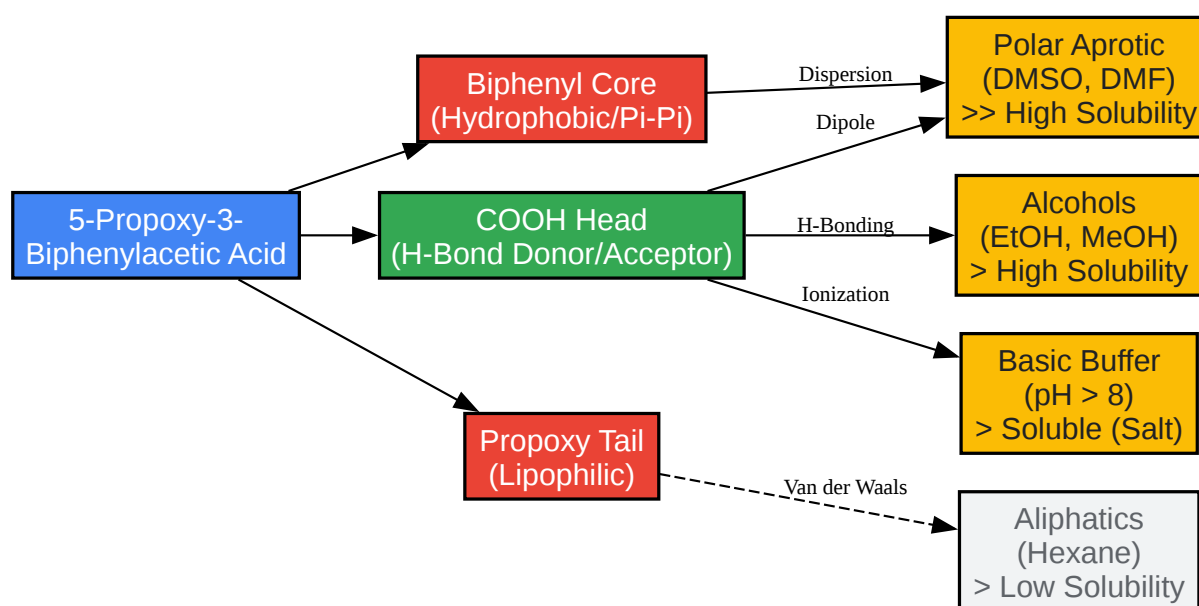 5-Propoxy-3-
Biphenylacetic Acid
Biphenyl Core
(Hydrophobic/Pi-Pi)
COOH Head
(H-Bond Donor/Acceptor)
Propoxy Tail
(Lipophilic)
Dispersion
Dipole
H-Bonding
Ionization
Van der Waals
Polar Aprotic
(DMSO, DMF)
>> High Solubility
Alcohols
(EtOH, MeOH)
> High Solubility
Basic Buffer
(pH > 8)
> Soluble (Salt)
Aliphatics
(Hexane)
> Low Solubility